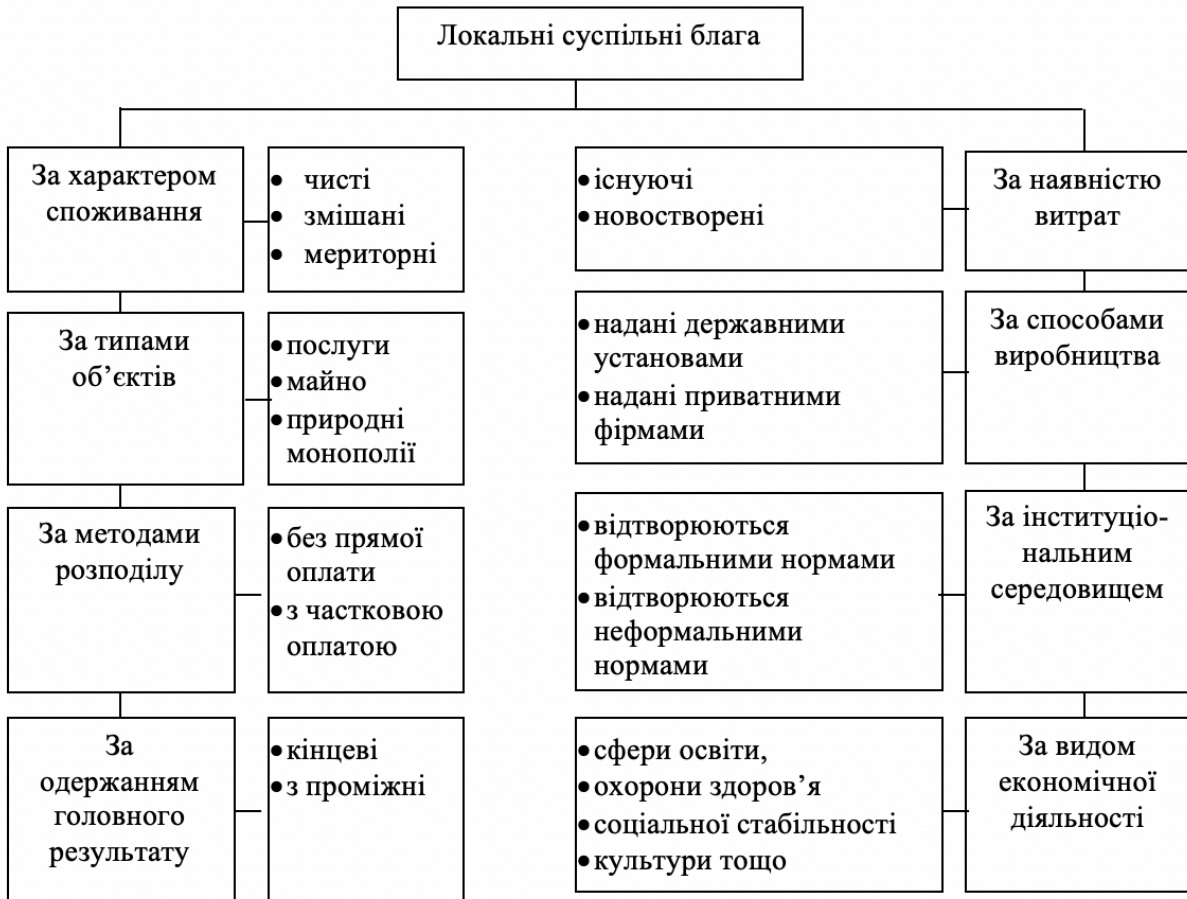 Локальні суспільні блага
За характером
споживання
• чисті
• змішані
• мериторні
• існуючі
• новостворені
За наявністю
витрат
За типами
об’єктів
• послуги
• майно
• природні
монополії
• надані державними
установами
• надані приватними
фірмами
За способами
виробництва
За методами
розподілу
• без прямої
оплати
• з частковою
оплатою
• відтворюються
формальними нормами
• відтворюються
неформальними
нормами
За інституціо-
нальним
середовищем
За
одержанням
головного
результату
• кінцеві
• з проміжні
• сфери освіти,
• охорони здоров’я
• соціальної стабільності
• культури тощо
За видом
економічної
діяльності